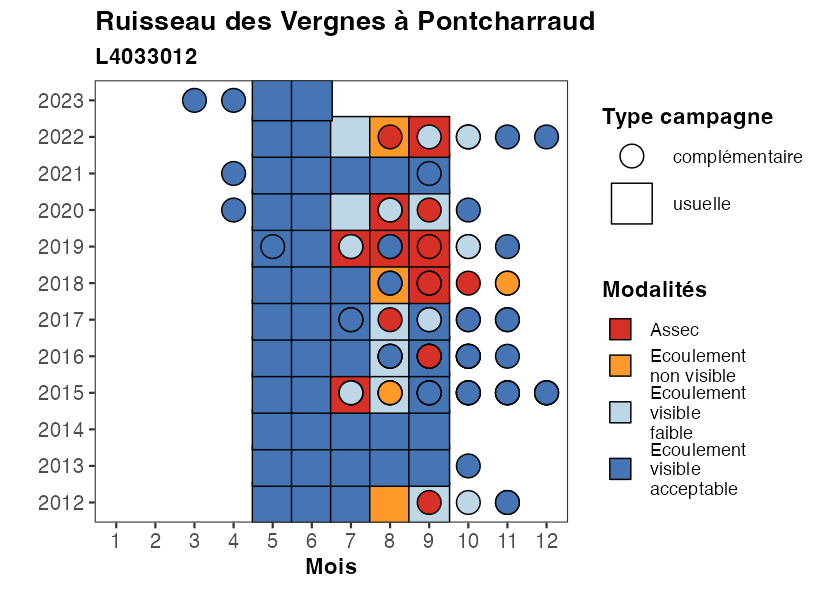 Ruisseau des Vergnes à Pontcharraud
L4033012
2023
2022
2021
2020
2019
2018
2017
2016
2015
2014
2013
2012
1 2 3 4 5 6 7 8 9 10 11 12
Mois
Type campagne
complémentaire
usuelle
Modalités
Assec
Ecoulement
non visible
Ecoulement
visible
faible
Ecoulement
visible
acceptable